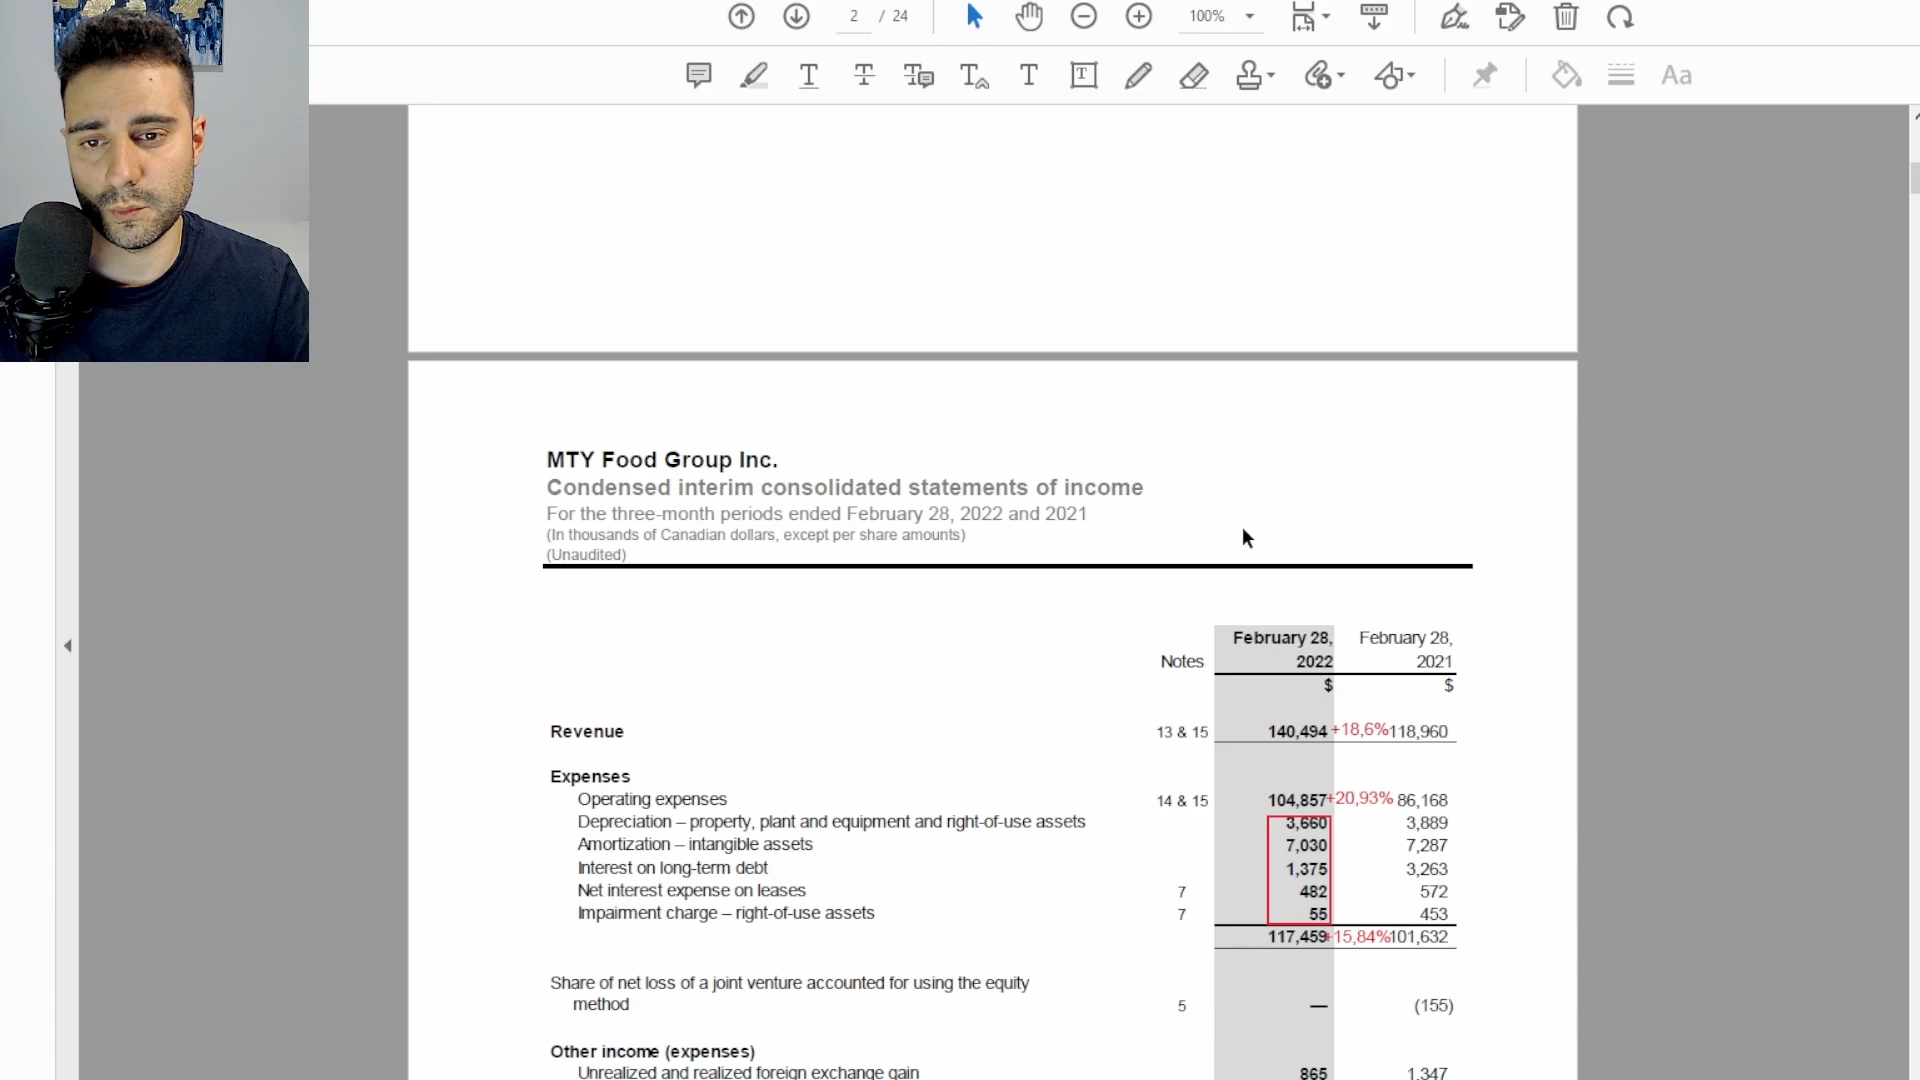 2 / 24
100%
Aa
MTY Food Group Inc.
Condensed interim consolidated statements of income
For the three-month periods ended February 28, 2022 and 2021
(In thousands of Canadian dollars, except per share amounts)
(Unaudited)
February 28, February 28,
Notes 2022 2021
$ $
Revenue 13 & 15 140,494 +18,6% 118,960
Expenses
Operating expenses 14 & 15 104,857 +20,93% 86,168
Depreciation – property, plant and equipment and right-of-use assets 3,660 3,889
Amortization – intangible assets 7,030 7,287
Interest on long-term debt 1,375 3,263
Net interest expense on leases 7 482 572
Impairment charge – right-of-use assets 7 55 453
117,459 +15,84% 101,632
Share of net loss of a joint venture accounted for using the equity
method 5 — (155)
Other income (expenses)
Unrealized and realized foreign exchange gain 865 1,347